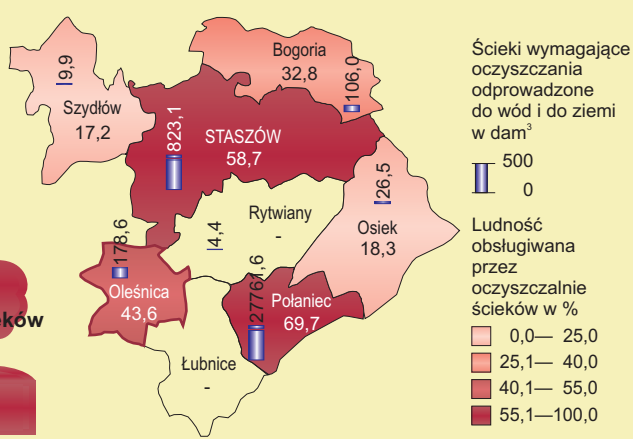 Bogoria
32,8
106,0
9,9
Szydłów
17,2
823,1
STASZÓW
58,7
26,5
Osiek
18,3
4,4
Rytwiany
-
178,6
Oleśnica
43,6
27761,6
Połaniec
69,7
Łubnice
-
ków
Ścieki wymagające
oczyszczania
odprowadzone
do wód i do ziemi
w dam³
500
0
Ludność
obsługiwana
przez
oczyszczalnie
ścieków w %
0,0— 25,0
25,1— 40,0
40,1— 55,0
55,1—100,0